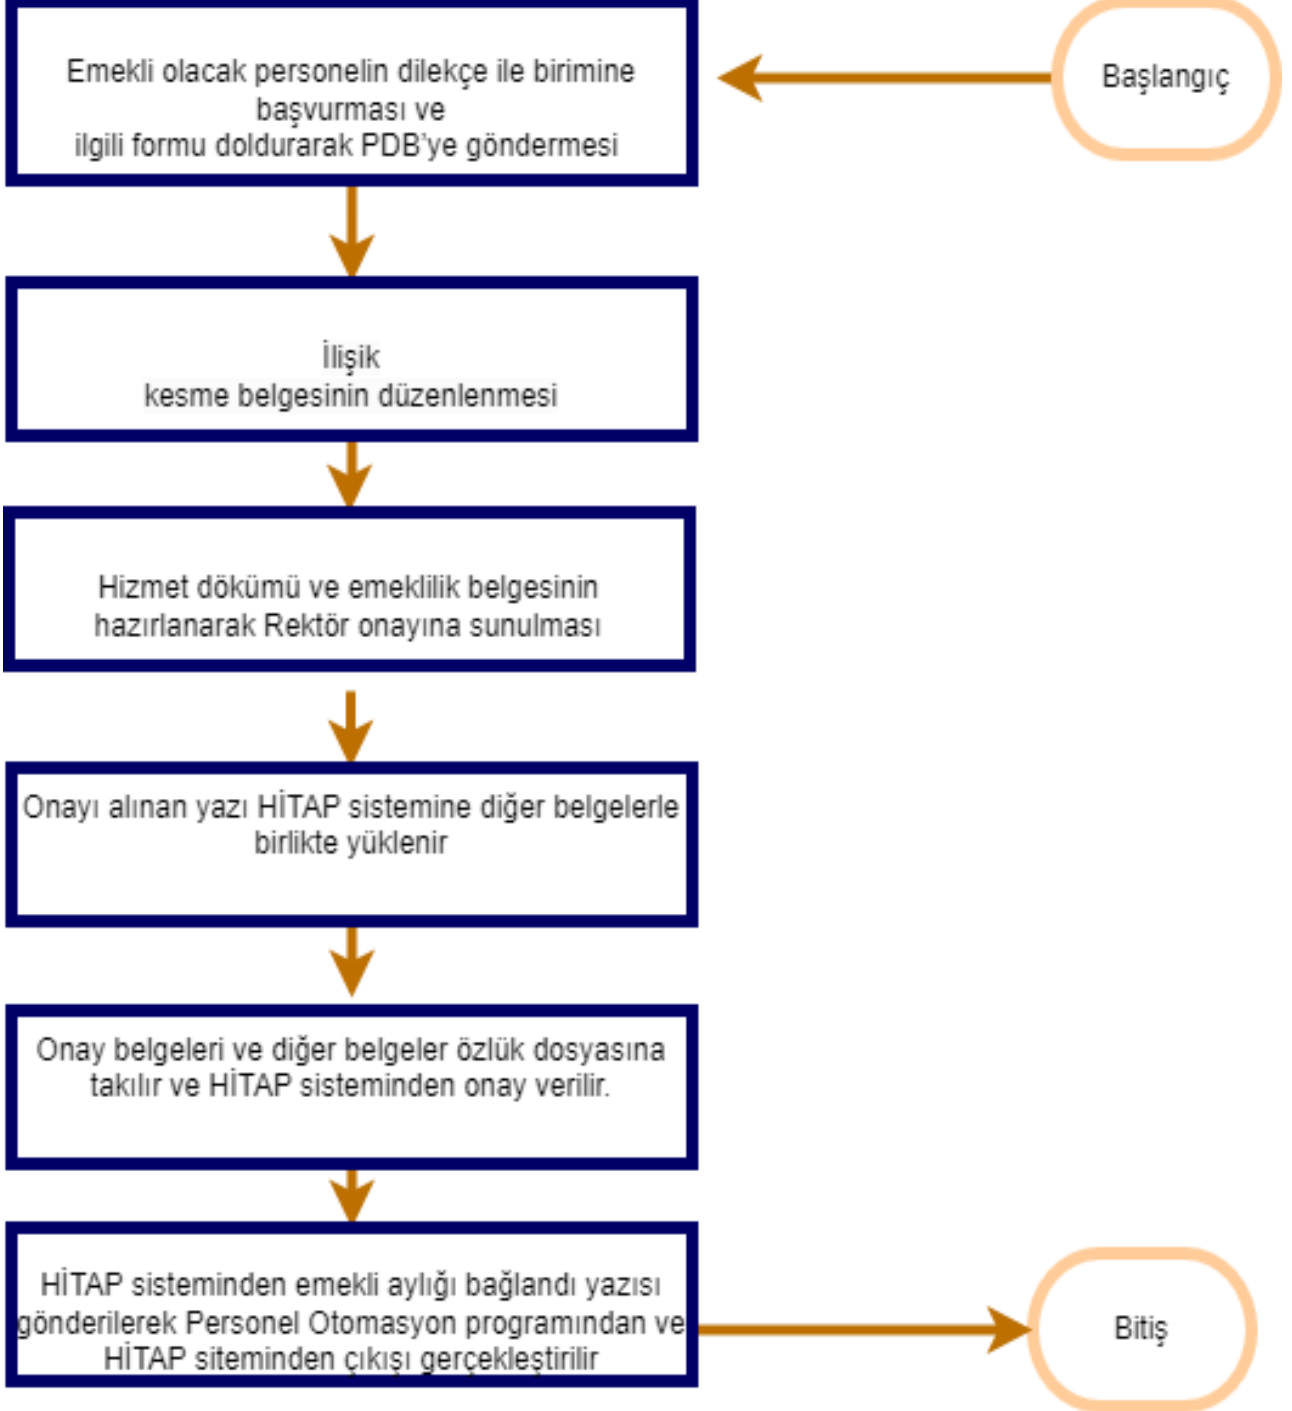 Başlangıç
Emekli olacak personelin dilekçe ile birimine
başvurması ve
ilgili formu doldurarak PDB'ye göndermesi
İlişik
kesme belgesinin düzenlenmesi
Hizmet dökümü ve emeklilik belgesinin
hazırlanarak Rektör onayına sunulması
Onayı alınan yazı HİTAP sistemine diğer belgelerle
birlikte yüklenir
Onay belgeleri ve diğer belgeler özlük dosyasına
takılır ve HİTAP sisteminden onay verilir.
HİTAP sisteminden emekli aylığı bağlandı yazısı
gönderilerek Personel Otomasyon programından ve
HİTAP siteminden çıkışı gerçekleştirilir
Bitiş